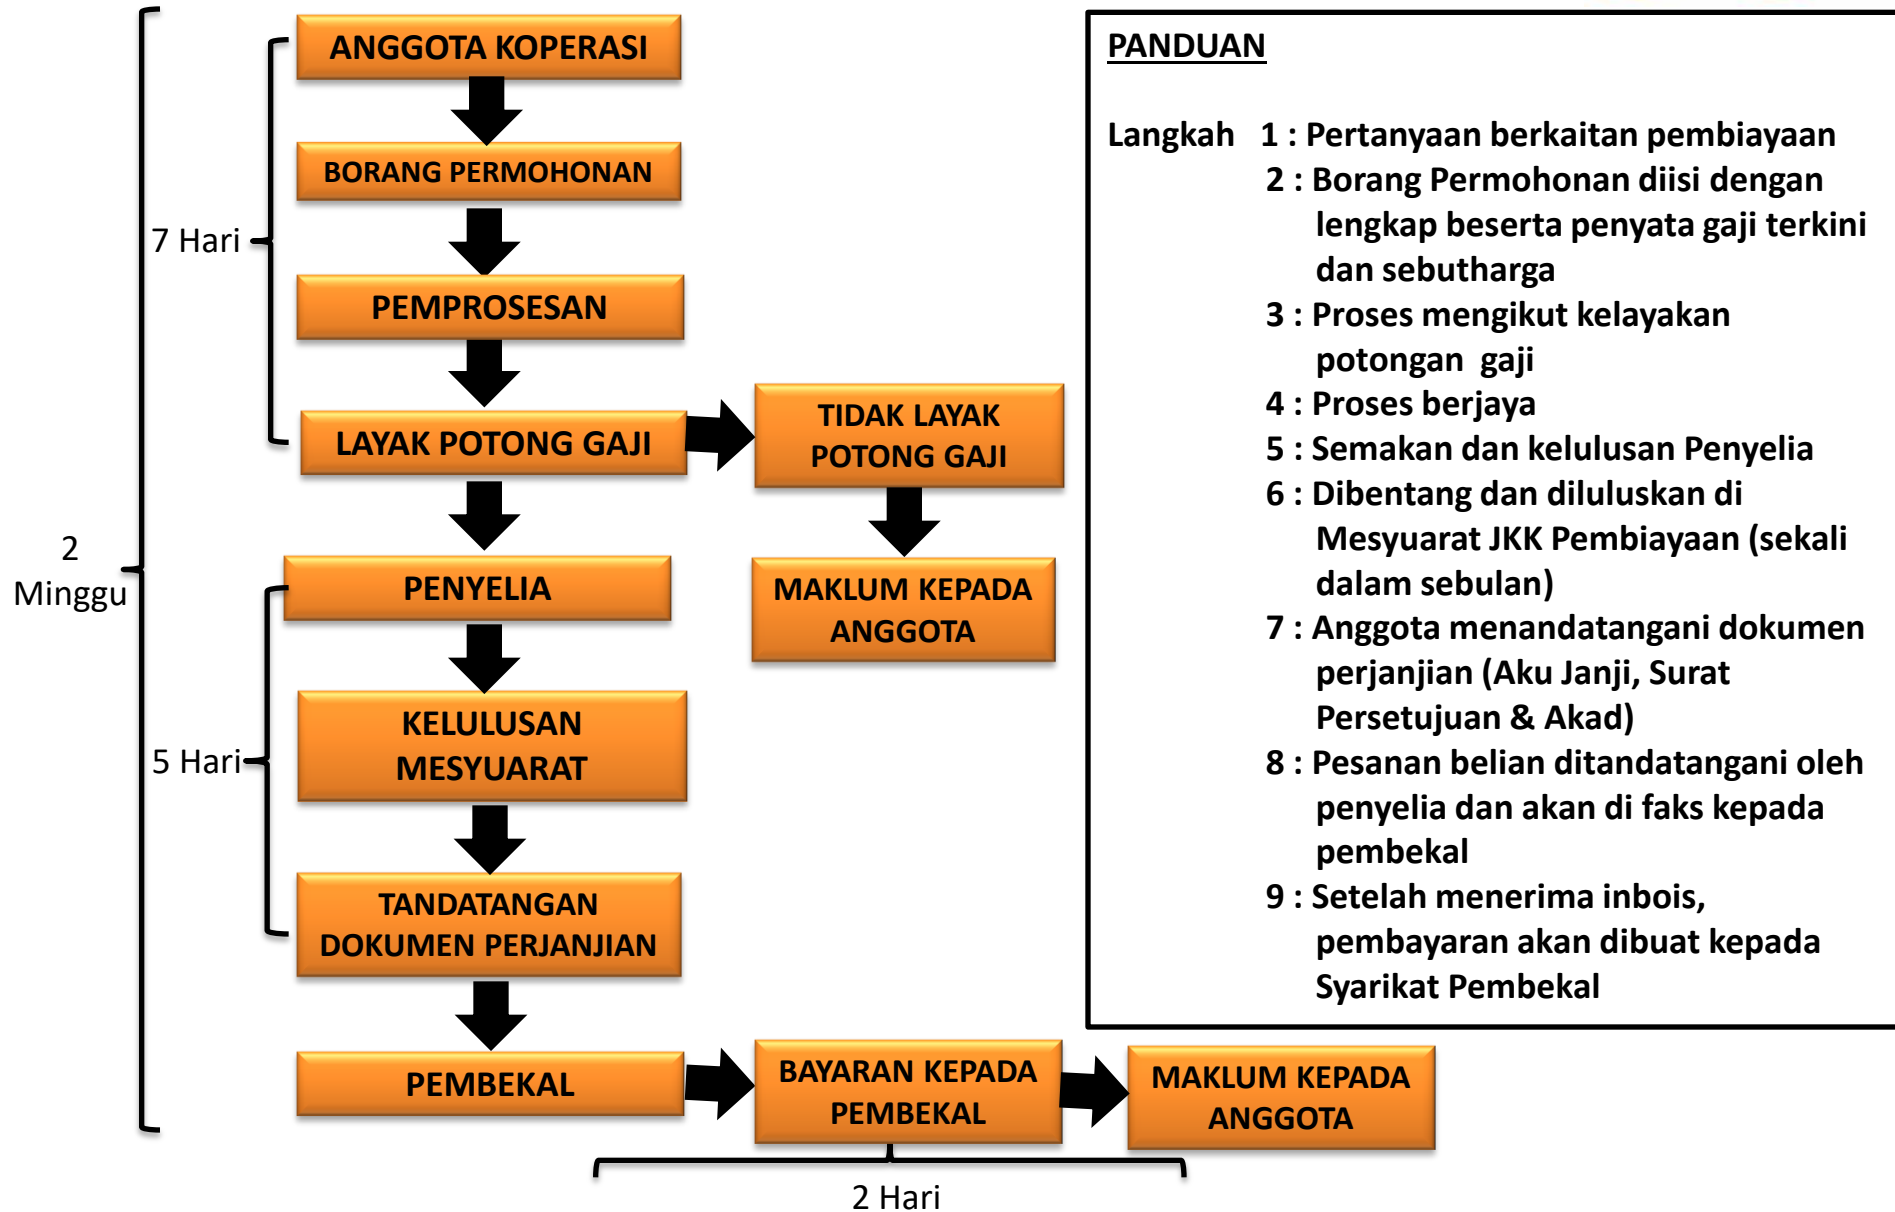 ANGGOTA KOPERASI
BORANG PERMOHONAN
7 Hari
PEMPROSESAN
LAYAK POTONG GAJI
TIDAK LAYAK
POTONG GAJI
MAKLUM KEPADA
ANGGOTA
2
Minggu
PENYELIA
KELULUSAN
MESYUARAT
5 Hari
TANDATANGAN
DOKUMEN PERJANJIAN
PEMBEKAL
BAYARAN KEPADA
PEMBEKAL
MAKLUM KEPADA
ANGGOTA
2 Hari
PANDUAN
Langkah 1 : Pertanyaan berkaitan pembiayaan
2 : Borang Permohonan diisi dengan
lengkap beserta penyata gaji terkini
dan sebutharga
3 : Proses mengikut kelayakan
potongan gaji
4 : Proses berjaya
5 : Semakan dan kelulusan Penyelia
6 : Dibentang dan diluluskan di
Mesyuarat JKK Pembiayaan (sekali
dalam sebulan)
7 : Anggota menandatangani dokumen
perjanjian (Aku Janji, Surat
Persetujuan & Akad)
8 : Pesanan belian ditandatangani oleh
penyelia dan akan di faks kepada
pembekal
9 : Setelah menerima inbois,
pembayaran akan dibuat kepada
Syarikat Pembekal